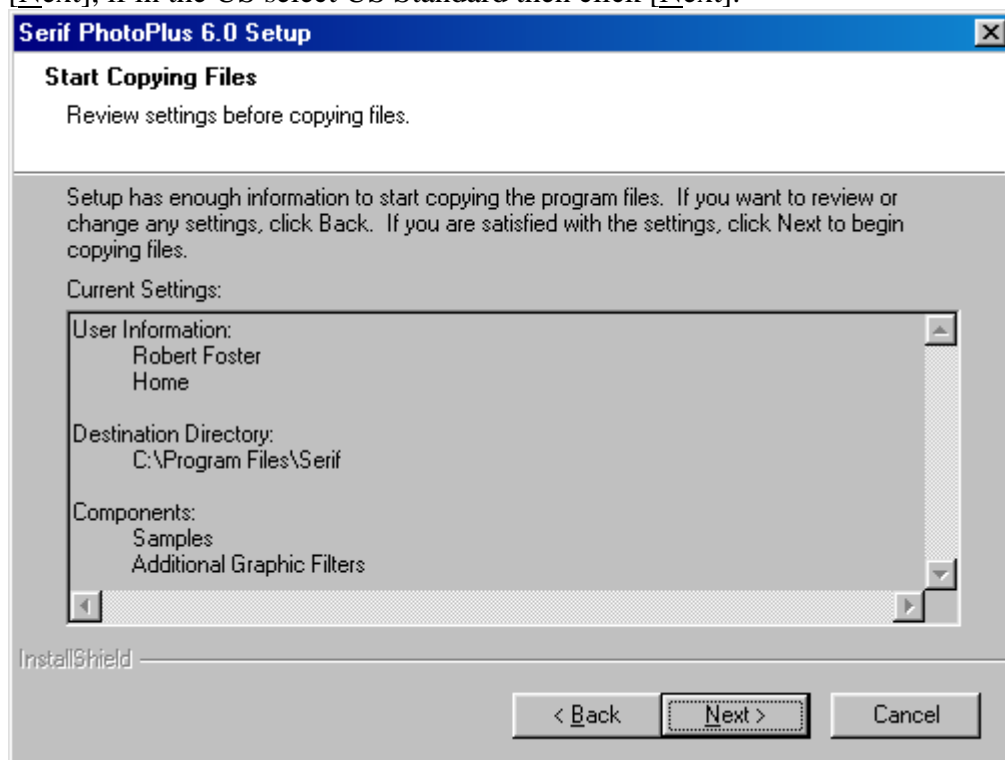 [Next], if in the US select US Standard then click [Next].
Serif PhotoPlus 6.0 Setup
Start Copying Files
Review settings before copying files.
Setup has enough information to start copying the program files. If you want to review or
change any settings, click Back. If you are satisfied with the settings, click Next to begin
copying files.
Current Settings:
User Information:
Robert Foster
Home
Destination Directory:
C:\Program Files\Serif
Components:
Samples
Additional Graphic Filters
InstallShield
< Back
Next >
Cancel